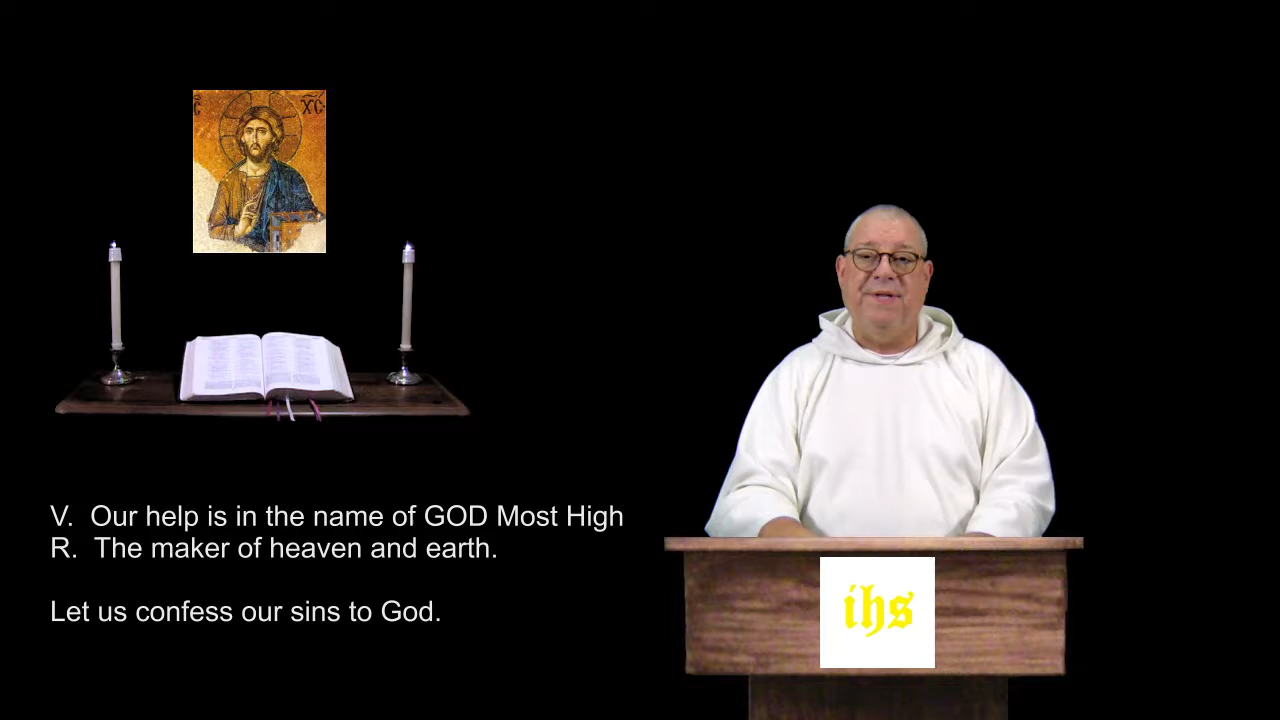 ΧC
V. Our help is in the name of GOD Most High
R. The maker of heaven and earth.
Let us confess our sins to God.
ihs